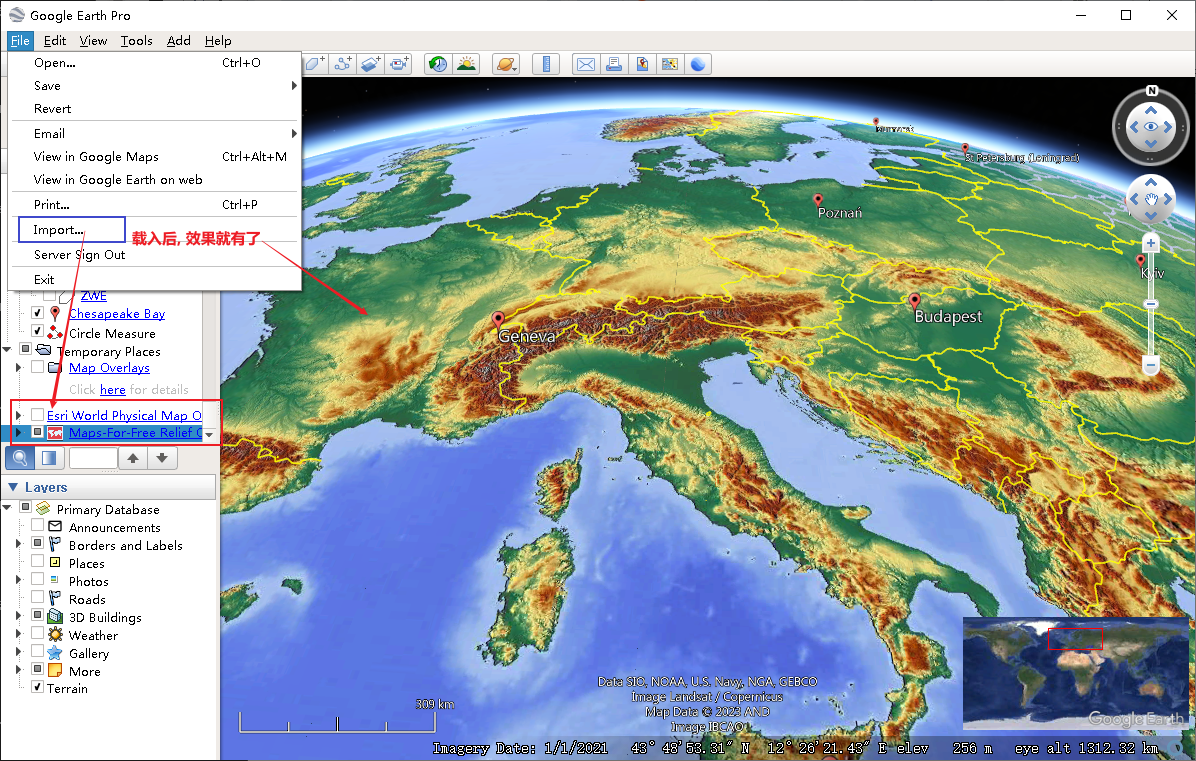 Google Earth Pro
File Edit View Tools Add Help
Open... Ctrl+O
Save
Revert
Email
View in Google Maps Ctrl+Alt+M
View in Google Earth on web
Print... Ctrl+P
Import...
载入后, 效果就有了
Server Sign Out
Exit
ZWE
Chesapeake Bay
Circle Measure
Temporary Places
Map Overlays
Click here for details
Esri World Physical Map O
Maps-For-Free Relief
Layers
Primary Database
Announcements
Borders and Labels
Places
Photos
Roads
3D Buildings
Weather
Gallery
More
Terrain
N
St Petersburg (Leningrad)
Poznań
Kyiv
Budapest
Geneva
309 km
Data SIO, NOAA, U.S. Navy, NGA, GEBCO
Image Landsat / Copernicus
Map Data © 2023 AND
Image IBCAO
Google Earth
Imagery Date: 1/1/2021 43° 48'53.31" N 12° 26'21.43" E elev 256 m eye alt 1312.32 km